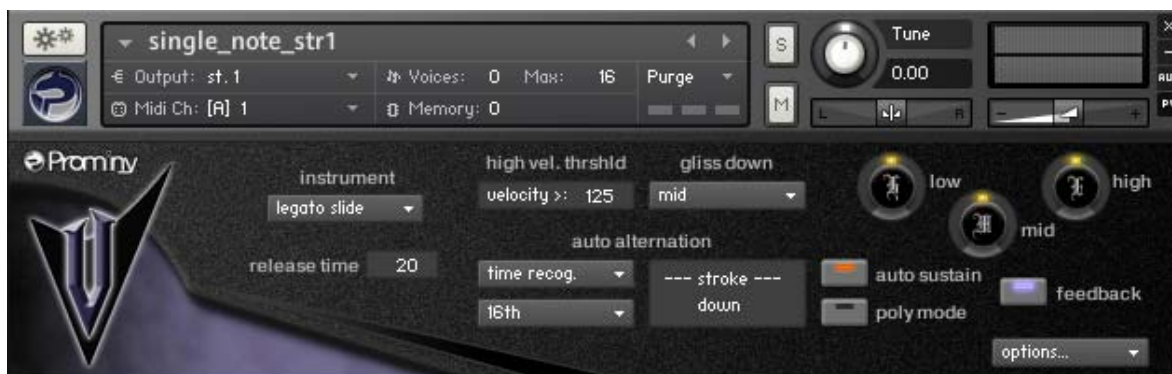 single_note_str1
Output: st.1
Voices: 0 Max: 16
Purge
Midi Ch: [A] 1
Memory: 0
S
M
Tune
0.00
L R
- +
Prominy
V
instrument
legato slide
release time 20
high vel. thrshld
velocity >: 125
gliss down
mid
auto alternation
time recog.
16th
--- stroke ---
down
low
mid
high
auto sustain
poly mode
feedback
options...